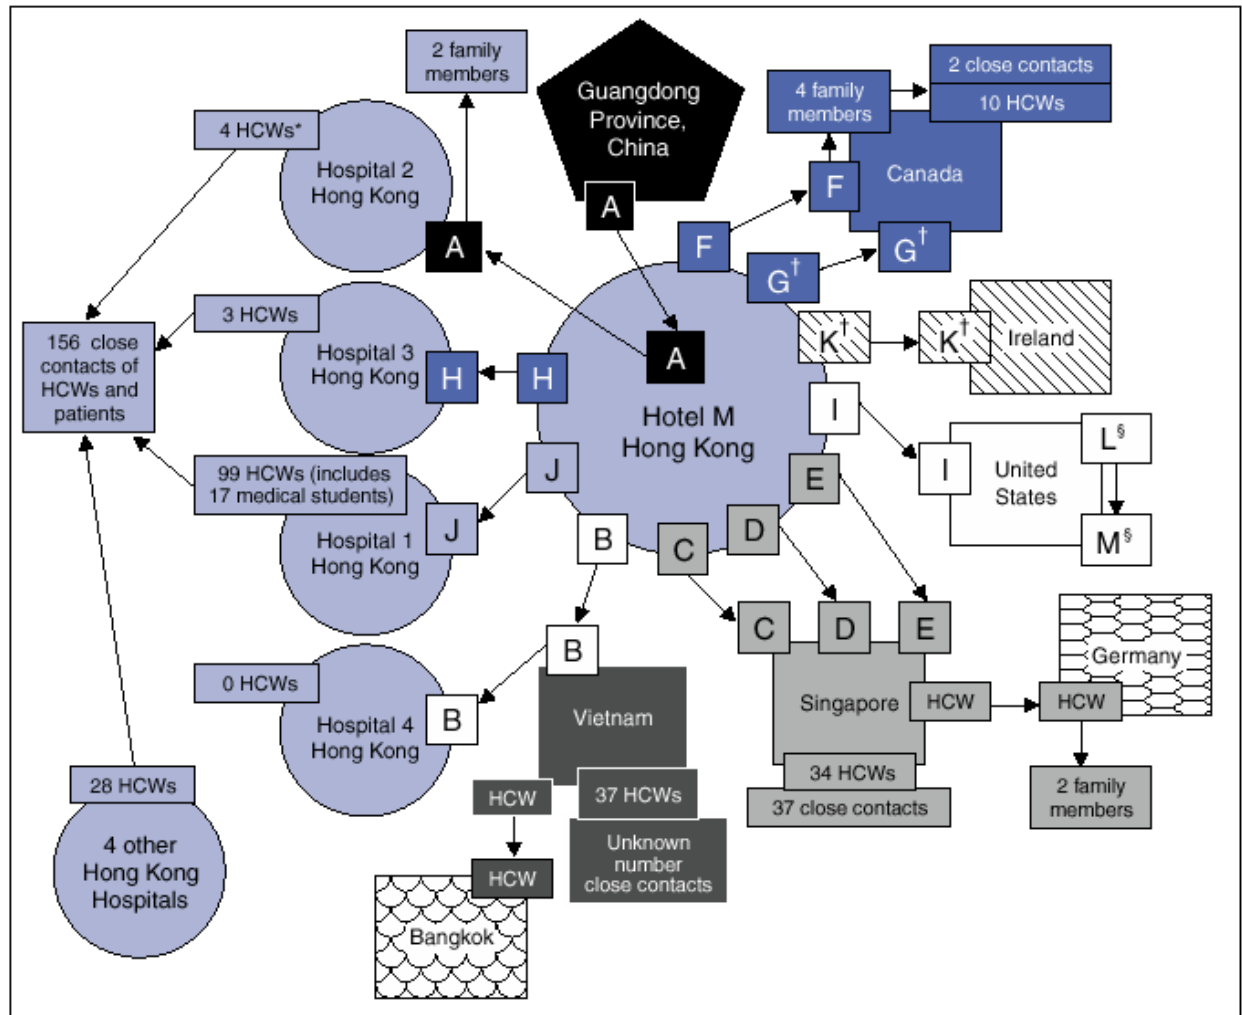 2 family
members
Guangdong
Province,
China
A
4 family
members
2 close contacts
10 HCWs
4 HCWs*
Hospital 2
Hong Kong
A
F
Canada
F
G†
G†
3 HCWs
Hospital 3
Hong Kong
H
H
A
K†
K†
Ireland
156 close
contacts of
HCWs and
patients
Hotel M
Hong Kong
I
I
United
States
L§
M§
99 HCWs (includes
17 medical students)
Hospital 1
Hong Kong
J
J
B
C
D
E
0 HCWs
Hospital 4
Hong Kong
B
B
Vietnam
C
D
E
Singapore
HCW
HCW
Germany
28 HCWs
4 other
Hong Kong
Hospitals
HCW
37 HCWs
34 HCWs
37 close contacts
2 family
members
Unknown
number
close contacts
HCW
Bangkok